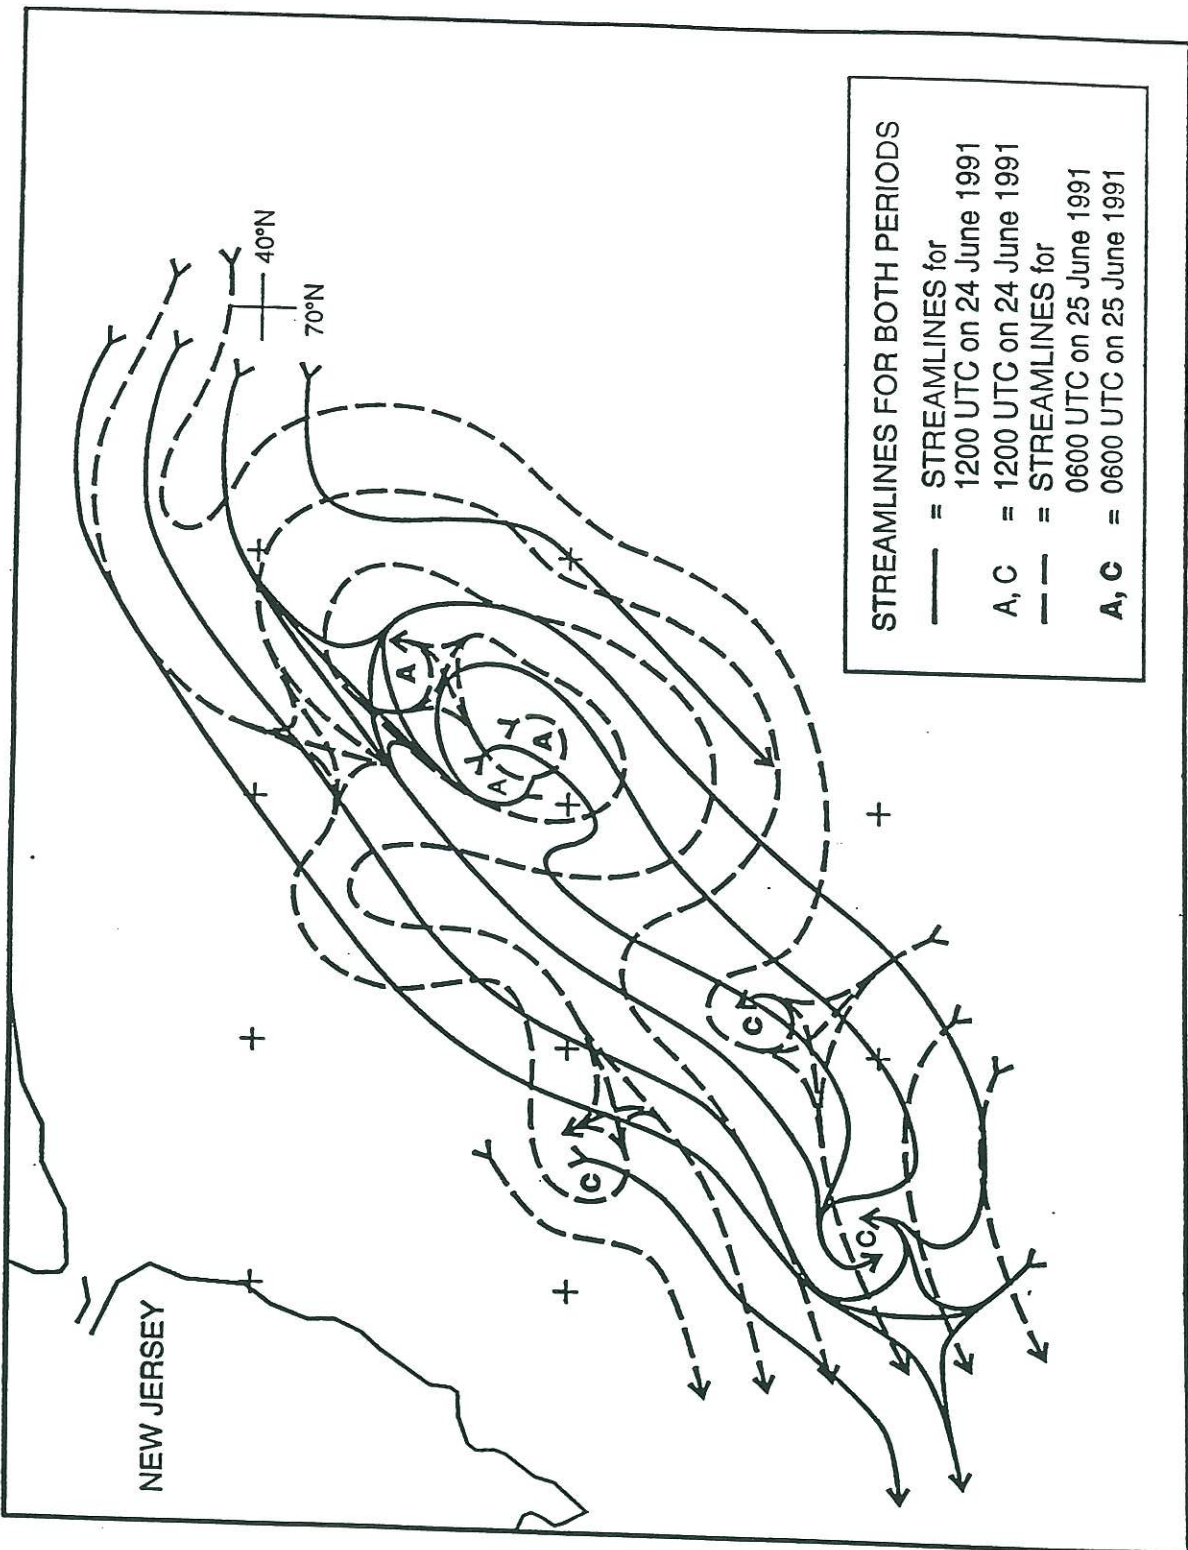 NEW JERSEY
40°N
70°N
A
A
A
C
C
C
STREAMLINES FOR BOTH PERIODS
= STREAMLINES for
1200 UTC on 24 June 1991
A, C = 1200 UTC on 24 June 1991
= STREAMLINES for
0600 UTC on 25 June 1991
A, C = 0600 UTC on 25 June 1991